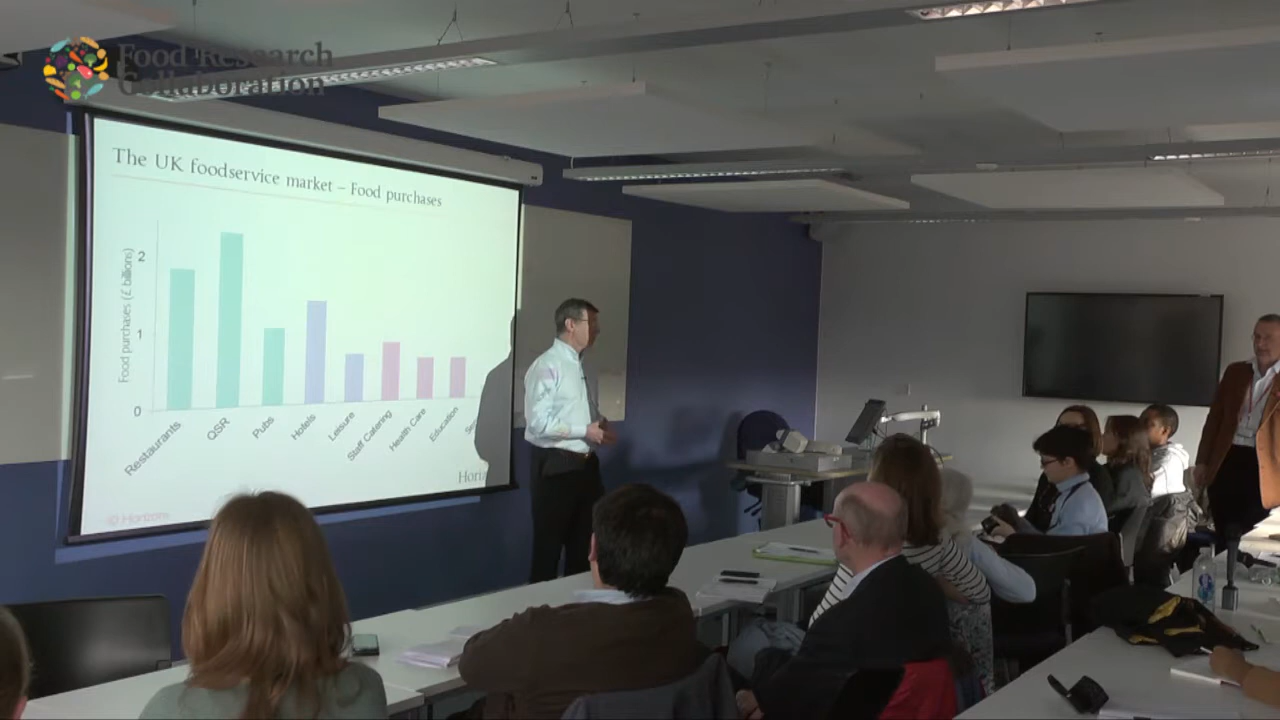 Food Research
Collaboration
The UK foodservice market – Food purchases
Food purchases (£ billions)
2
1
0
Restaurants
QSR
Pubs
Hotels
Leisure
Staff Catering
Health Care
Education
© Horizons